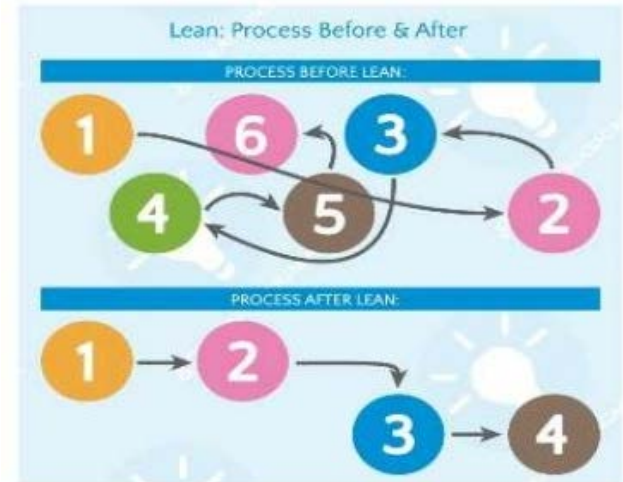 Lean: Process Before & After
PROCESS BEFORE LEAN:
1 6 3
4 5 2
PROCESS AFTER LEAN:
1 2
3 4